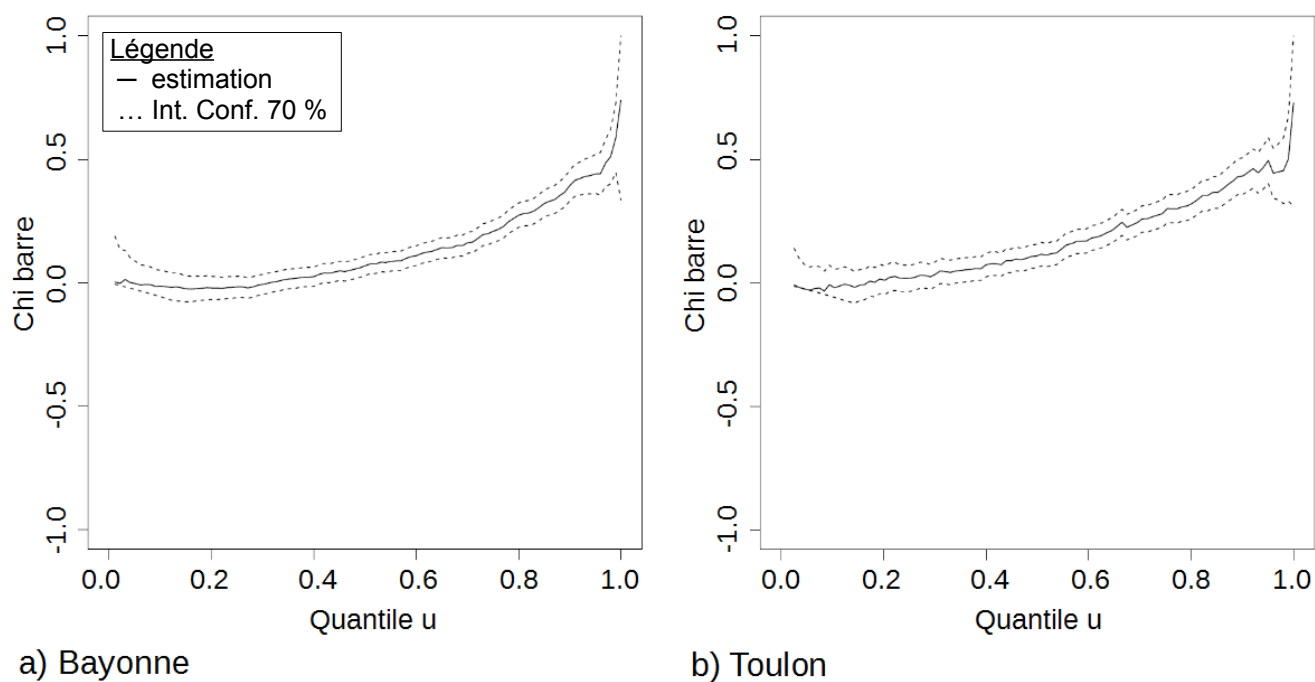 Légende
— estimation
… Int. Conf. 70 %
1.0
0.5
0.0
-0.5
-1.0
Chi barre
0.0 0.2 0.4 0.6 0.8 1.0
Quantile u
a) Bayonne
1.0
0.5
0.0
-0.5
-1.0
Chi barre
0.0 0.2 0.4 0.6 0.8 1.0
Quantile u
b) Toulon